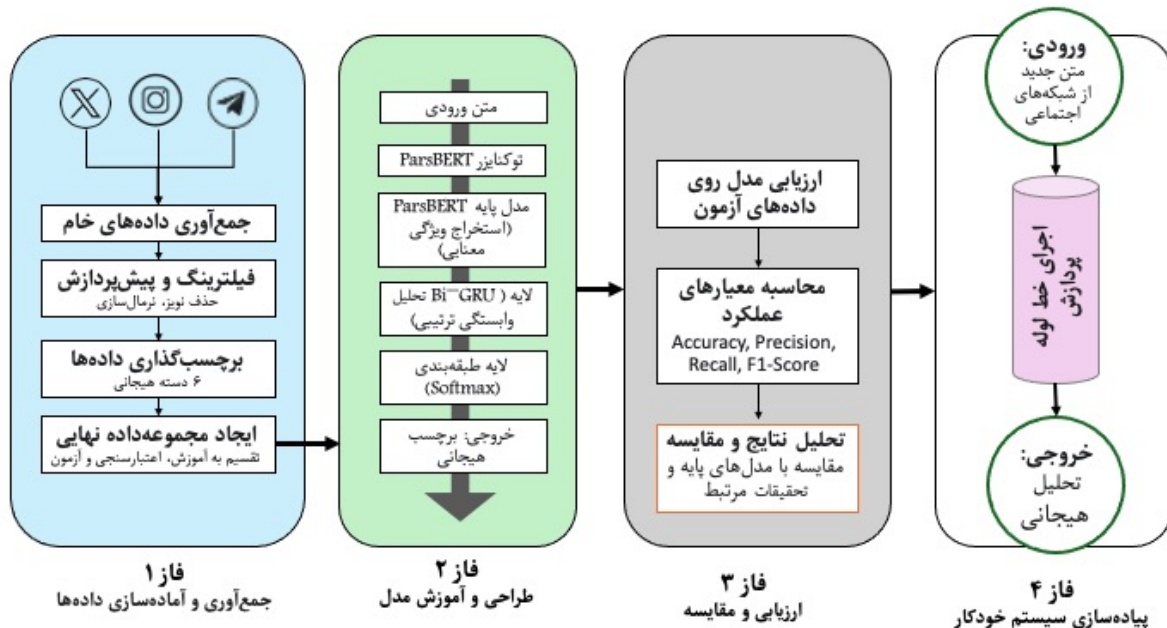 جمع‌آوری داده‌های خام
فیلترینگ و پیش‌پردازش
حذف نویز، نرمال‌سازی
برچسب‌گذاری داده‌ها
۶ دسته هیجانی
ایجاد مجموعه‌داده نهایی
تقسیم به آموزش، اعتبارسنجی و آزمون
فاز ۱
جمع‌آوری و آماده‌سازی داده‌ها
متن ورودی
توکنایزر ParsBERT
مدل پایه ParsBERT
(استخراج ویژگی
معنایی)
لایه Bi–GRU ( تحلیل
وابستگی ترتیبی)
لایه طبقه‌بندی
(Softmax)
خروجی: برچسب
هیجانی
فاز ۲
طراحی و آموزش مدل
ارزیابی مدل روی
داده‌های آزمون
محاسبه معیارهای
عملکرد
Accuracy, Precision,
Recall, F1-Score
تحلیل نتایج و مقایسه
مقایسه با مدل‌های پایه و
تحقیقات مرتبط
فاز ۳
ارزیابی و مقایسه
ورودی:
متن جدید
از شبکه‌های
اجتماعی
اجرای خط لوله
پردازش
خروجی:
تحلیل
هیجانی
فاز ۴
پیاده‌سازی سیستم خودکار